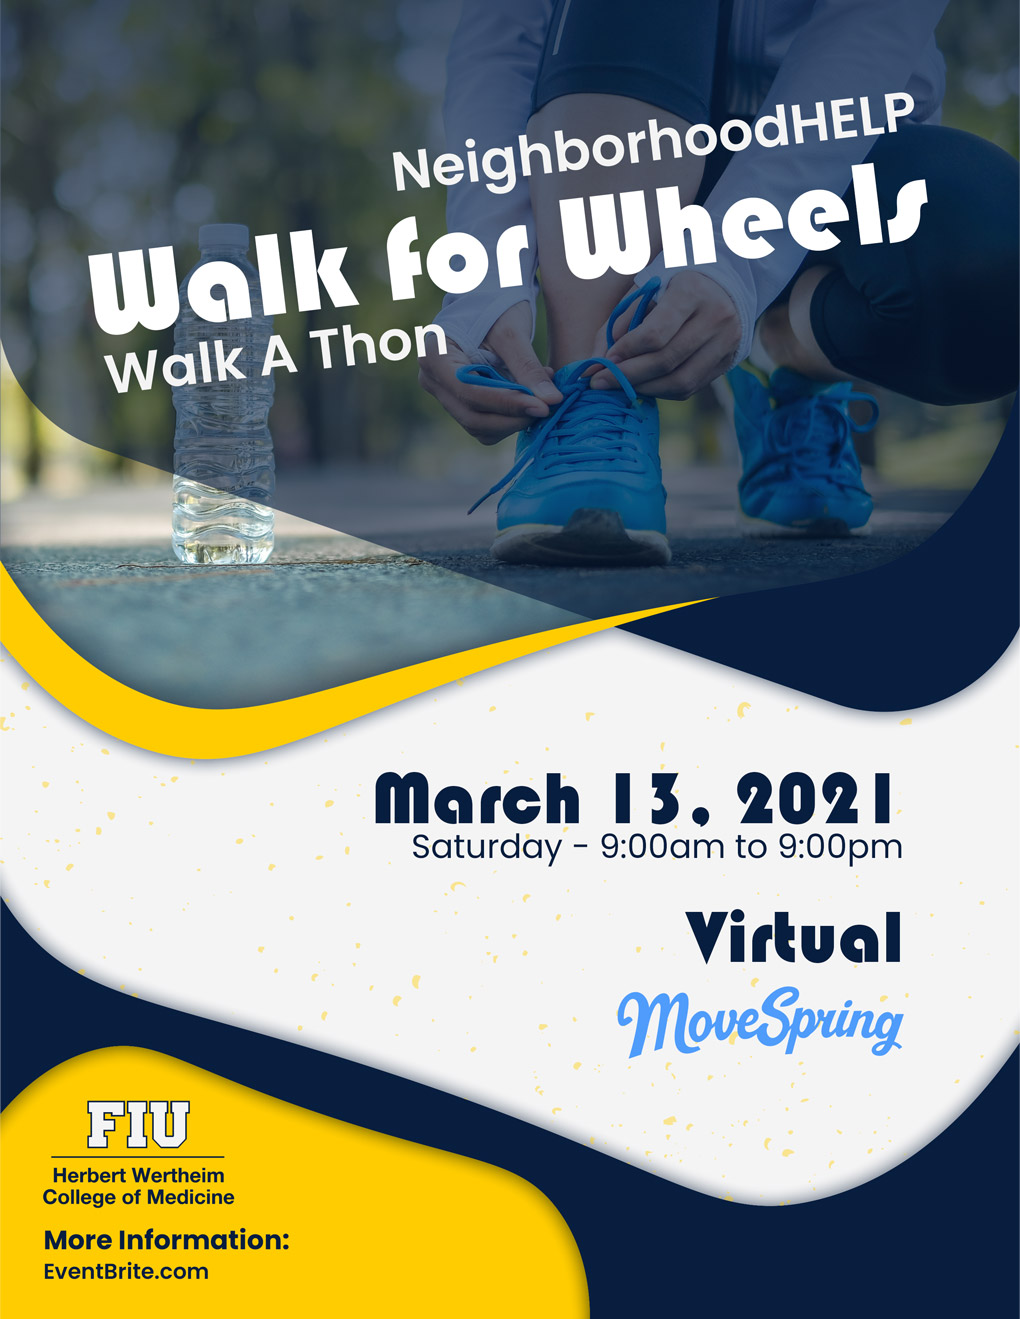 NeighborhoodHELP
Walk for Wheels
Walk A Thon
March 13, 2021
Saturday - 9:00am to 9:00pm
Virtual
MoveSpring
FIU
Herbert Wertheim
College of Medicine
More Information:
EventBrite.com